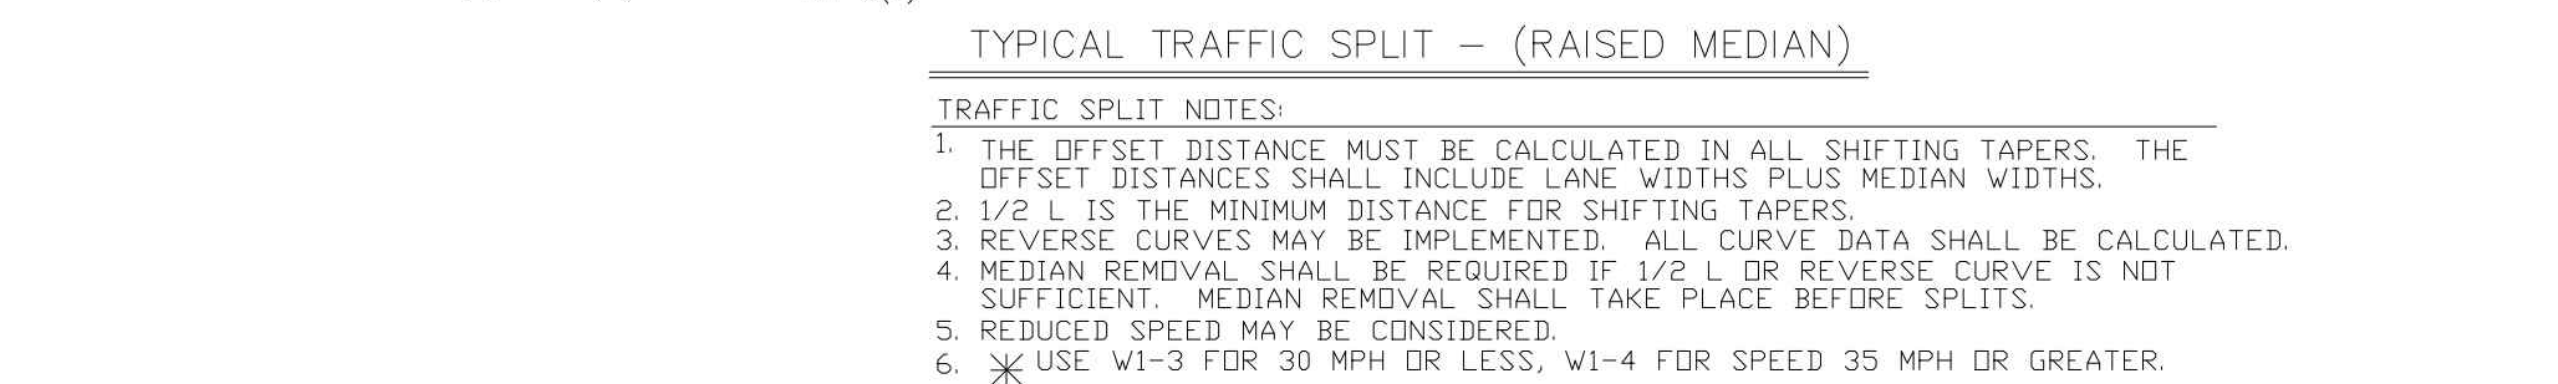 TYPICAL TRAFFIC SPLIT – (RAISED MEDIAN)
TRAFFIC SPLIT NOTES:
1. THE OFFSET DISTANCE MUST BE CALCULATED IN ALL SHIFTING TAPERS. THE
OFFSET DISTANCES SHALL INCLUDE LANE WIDTHS PLUS MEDIAN WIDTHS.
2. 1/2 L IS THE MINIMUM DISTANCE FOR SHIFTING TAPERS.
3. REVERSE CURVES MAY BE IMPLEMENTED. ALL CURVE DATA SHALL BE CALCULATED.
4. MEDIAN REMOVAL SHALL BE REQUIRED IF 1/2 L OR REVERSE CURVE IS NOT
SUFFICIENT. MEDIAN REMOVAL SHALL TAKE PLACE BEFORE SPLITS.
5. REDUCED SPEED MAY BE CONSIDERED.
6. * USE W1-3 FOR 30 MPH OR LESS, W1-4 FOR SPEED 35 MPH OR GREATER.